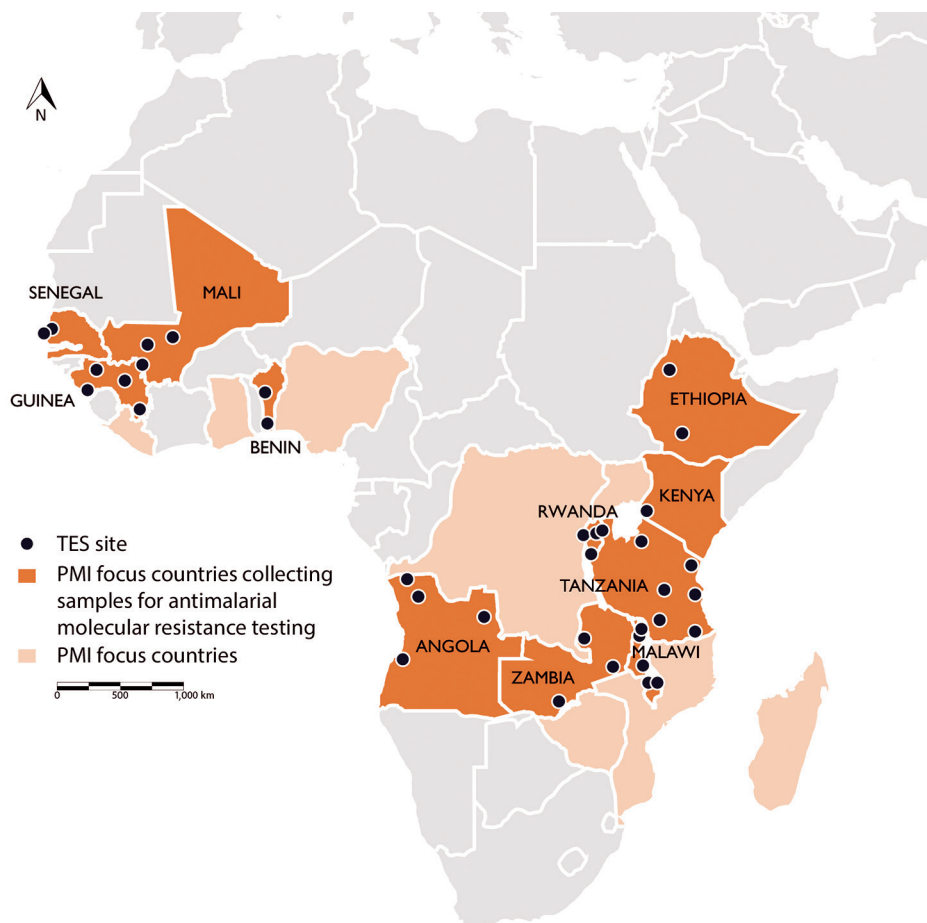 N
SENEGAL
MALI
GUINEA
BENIN
ETHIOPIA
KENYA
RWANDA
TANZANIA
ANGOLA
MALAWI
ZAMBIA
TES site
PMI focus countries collecting
samples for antimalarial
molecular resistance testing
PMI focus countries
0 500 1,000 km